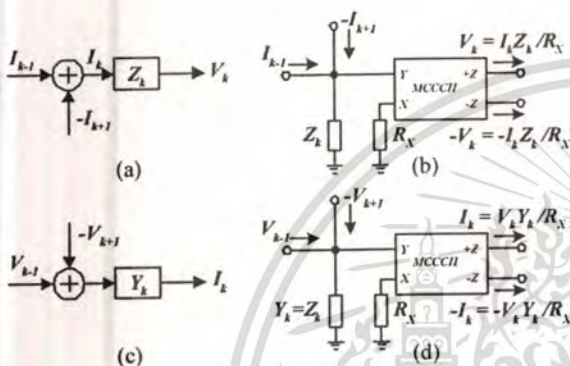 I_{k-1} I_k Z_k V_k
-I_{k+1}
(a)
-I_{k+1} V_k = I_k Z_k / R_X
I_{k-1} Y +Z
MCCCII
X -Z
Z_k R_X -V_k = -I_k Z_k / R_X
(b)
-V_{k+1}
V_{k-1} Y_k I_k
(c)
-V_{k+1} I_k = V_k Y_k / R_X
V_{k-1} Y +Z
MCCCII
X -Z
Y_k = Z_k R_X -I_k = -V_k Y_k / R_X
(d)